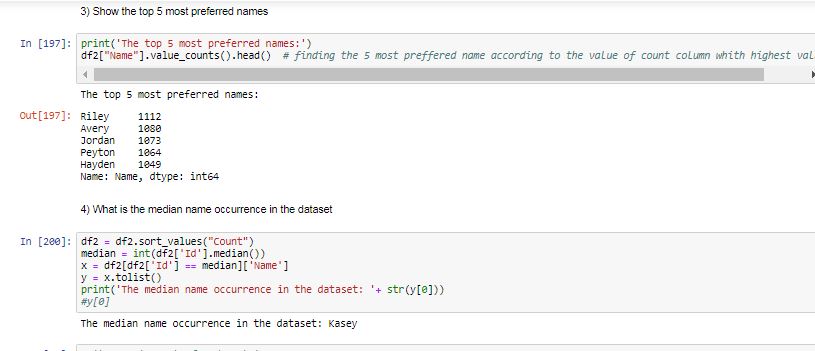 3) Show the top 5 most preferred names
In [197]: print('The top 5 most preferred names:')
df2["Name"].value_counts().head()  # finding the 5 most preffered name according to the value of count column whith highest val
The top 5 most preferred names:
Out[197]: Riley 1112
Avery 1080
Jordan 1073
Peyton 1064
Hayden 1049
Name: Name, dtype: int64
4) What is the median name occurrence in the dataset
In [200]: df2 = df2.sort_values("Count")
median = int(df2['Id'].median())
x = df2[df2['Id'] == median]['Name']
y = x.tolist()
print('The median name occurrence in the dataset: '+ str(y[0]))
#y[0]
The median name occurrence in the dataset: Kasey